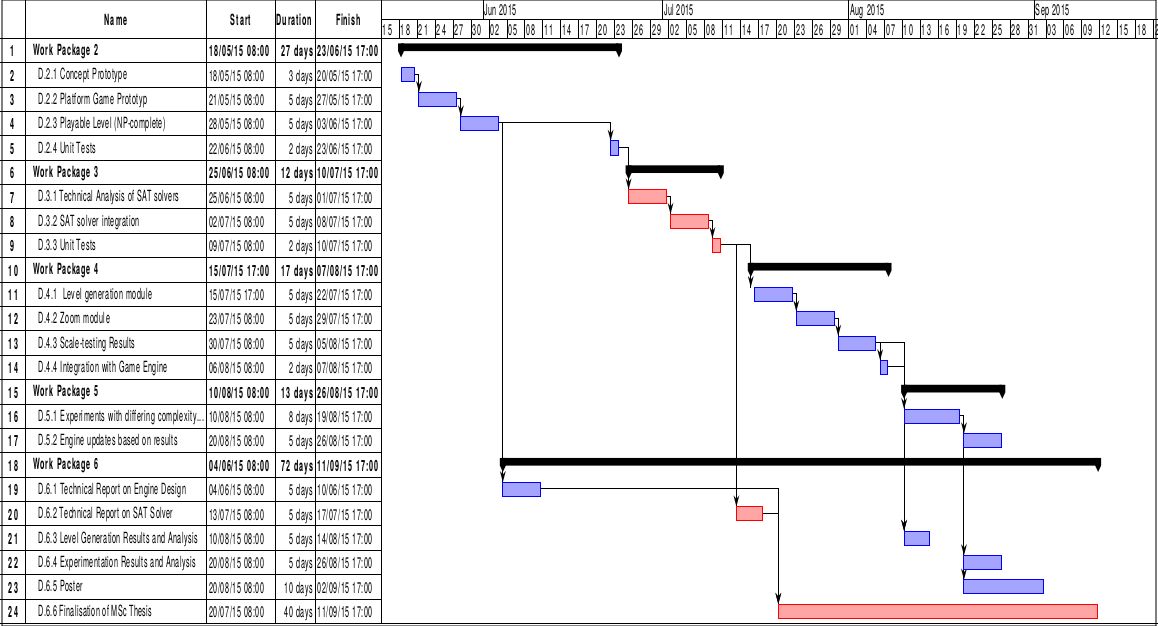 Name Start Duration Finish Jun 2015 Jul 2015 Aug 2015 Sep 2015
15 18 21 24 27 30 02 05 08 11 14 17 20 23 26 29 02 05 08 11 14 17 20 23 26 29 01 04 07 10 13 16 19 22 25 28 31 03 06 09 12 15 18
1 Work Package 2 18/05/15 08:00 27 days 23/06/15 17:00
2 D.2.1 Concept Prototype 18/05/15 08:00 3 days 20/05/15 17:00
3 D.2.2 Platform Game Prototyp 21/05/15 08:00 5 days 27/05/15 17:00
4 D.2.3 Playable Level (NP-complete) 28/05/15 08:00 5 days 03/06/15 17:00
5 D.2.4 Unit Tests 22/06/15 08:00 2 days 23/06/15 17:00
6 Work Package 3 25/06/15 08:00 12 days 10/07/15 17:00
7 D.3.1 Technical Analysis of SAT solvers 25/06/15 08:00 5 days 01/07/15 17:00
8 D.3.2 SAT solver integration 02/07/15 08:00 5 days 08/07/15 17:00
9 D.3.3 Unit Tests 09/07/15 08:00 2 days 10/07/15 17:00
10 Work Package 4 15/07/15 17:00 17 days 07/08/15 17:00
11 D.4.1 Level generation module 15/07/15 17:00 5 days 22/07/15 17:00
12 D.4.2 Zoom module 23/07/15 08:00 5 days 29/07/15 17:00
13 D.4.3 Scale-testing Results 30/07/15 08:00 5 days 05/08/15 17:00
14 D.4.4 Integration with Game Engine 06/08/15 08:00 2 days 07/08/15 17:00
15 Work Package 5 10/08/15 08:00 13 days 26/08/15 17:00
16 D.5.1 Experiments with differing complexity... 10/08/15 08:00 8 days 19/08/15 17:00
17 D.5.2 Engine updates based on results 20/08/15 08:00 5 days 26/08/15 17:00
18 Work Package 6 04/06/15 08:00 72 days 11/09/15 17:00
19 D.6.1 Technical Report on Engine Design 04/06/15 08:00 5 days 10/06/15 17:00
20 D.6.2 Technical Report on SAT Solver 13/07/15 08:00 5 days 17/07/15 17:00
21 D.6.3 Level Generation Results and Analysis 10/08/15 08:00 5 days 14/08/15 17:00
22 D.6.4 Experimentation Results and Analysis 20/08/15 08:00 5 days 26/08/15 17:00
23 D.6.5 Poster 20/08/15 08:00 10 days 02/09/15 17:00
24 D.6.6 Finalisation of MSc Thesis 20/07/15 08:00 40 days 11/09/15 17:00